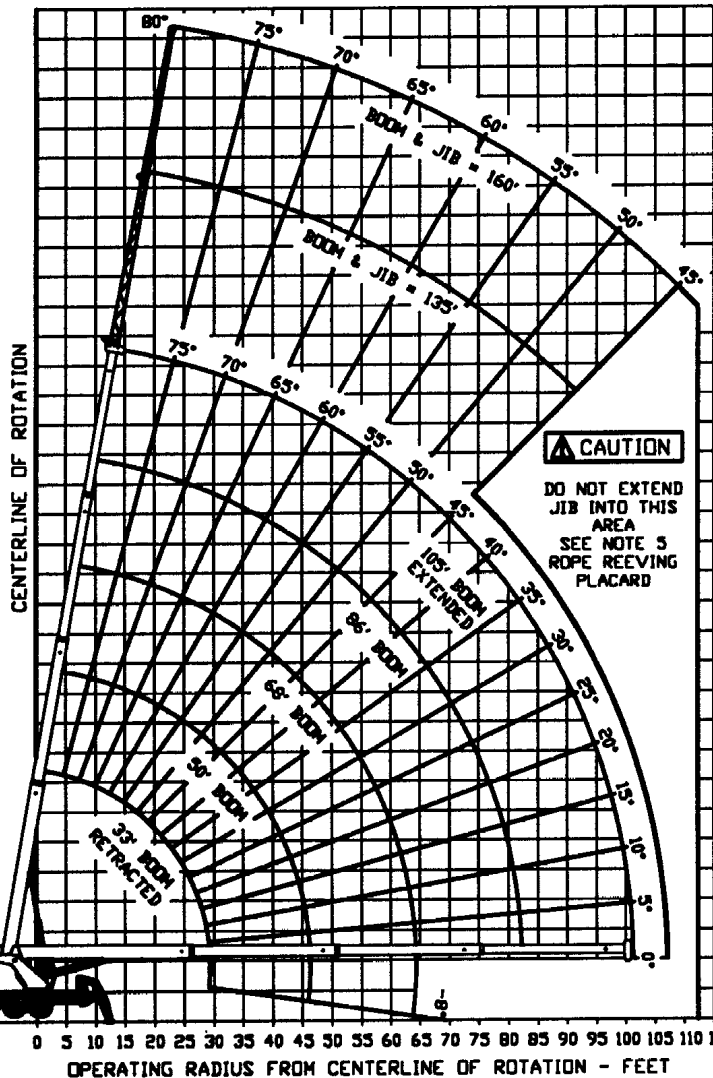 80°
75°
70°
65°
60°
55°
50°
45°
BOOM & JIB = 160'
BOOM & JIB = 135'
75°
70°
65°
60°
55°
50°
45°
40°
35°
30°
25°
20°
15°
10°
5°
0°
105' BOOM
EXTENDED
86' BOOM
68' BOOM
50' BOOM
33' BOOM
RETRACTED
CENTERLINE OF ROTATION
CAUTION
DO NOT EXTEND
JIB INTO THIS
AREA
SEE NOTE 5
ROPE REEVING
PLACARD
-8°
0 5 10 15 20 25 30 35 40 45 50 55 60 65 70 75 80 85 90 95 100 105 110
OPERATING RADIUS FROM CENTERLINE OF ROTATION - FEET